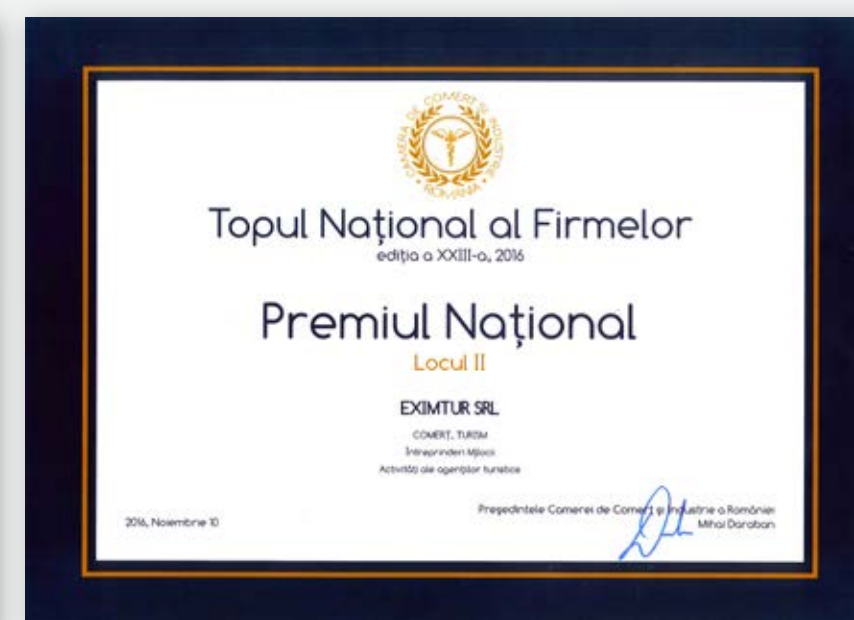 CAMERA DE COMERȚ ȘI INDUSTRIE
• ROMÂNIA •
Topul Național al Firmelor
ediția a XXIII-a, 2016
Premiul Național
Locul II
EXIMTUR SRL
COMERȚ, TURISM
Întreprinderi Mijlocii
Activități ale agențiilor turistice
2016, Noiembrie 10
Președintele Camerei de Comerț și Industrie a României
Mihai Daraban